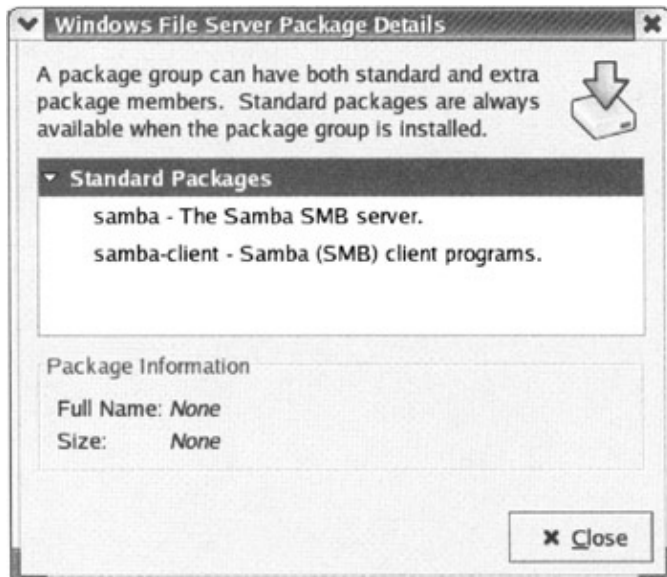 Windows File Server Package Details
A package group can have both standard and extra
package members. Standard packages are always
available when the package group is installed.
Standard Packages
samba - The Samba SMB server.
samba-client - Samba (SMB) client programs.
Package Information
Full Name: None
Size: None
Close